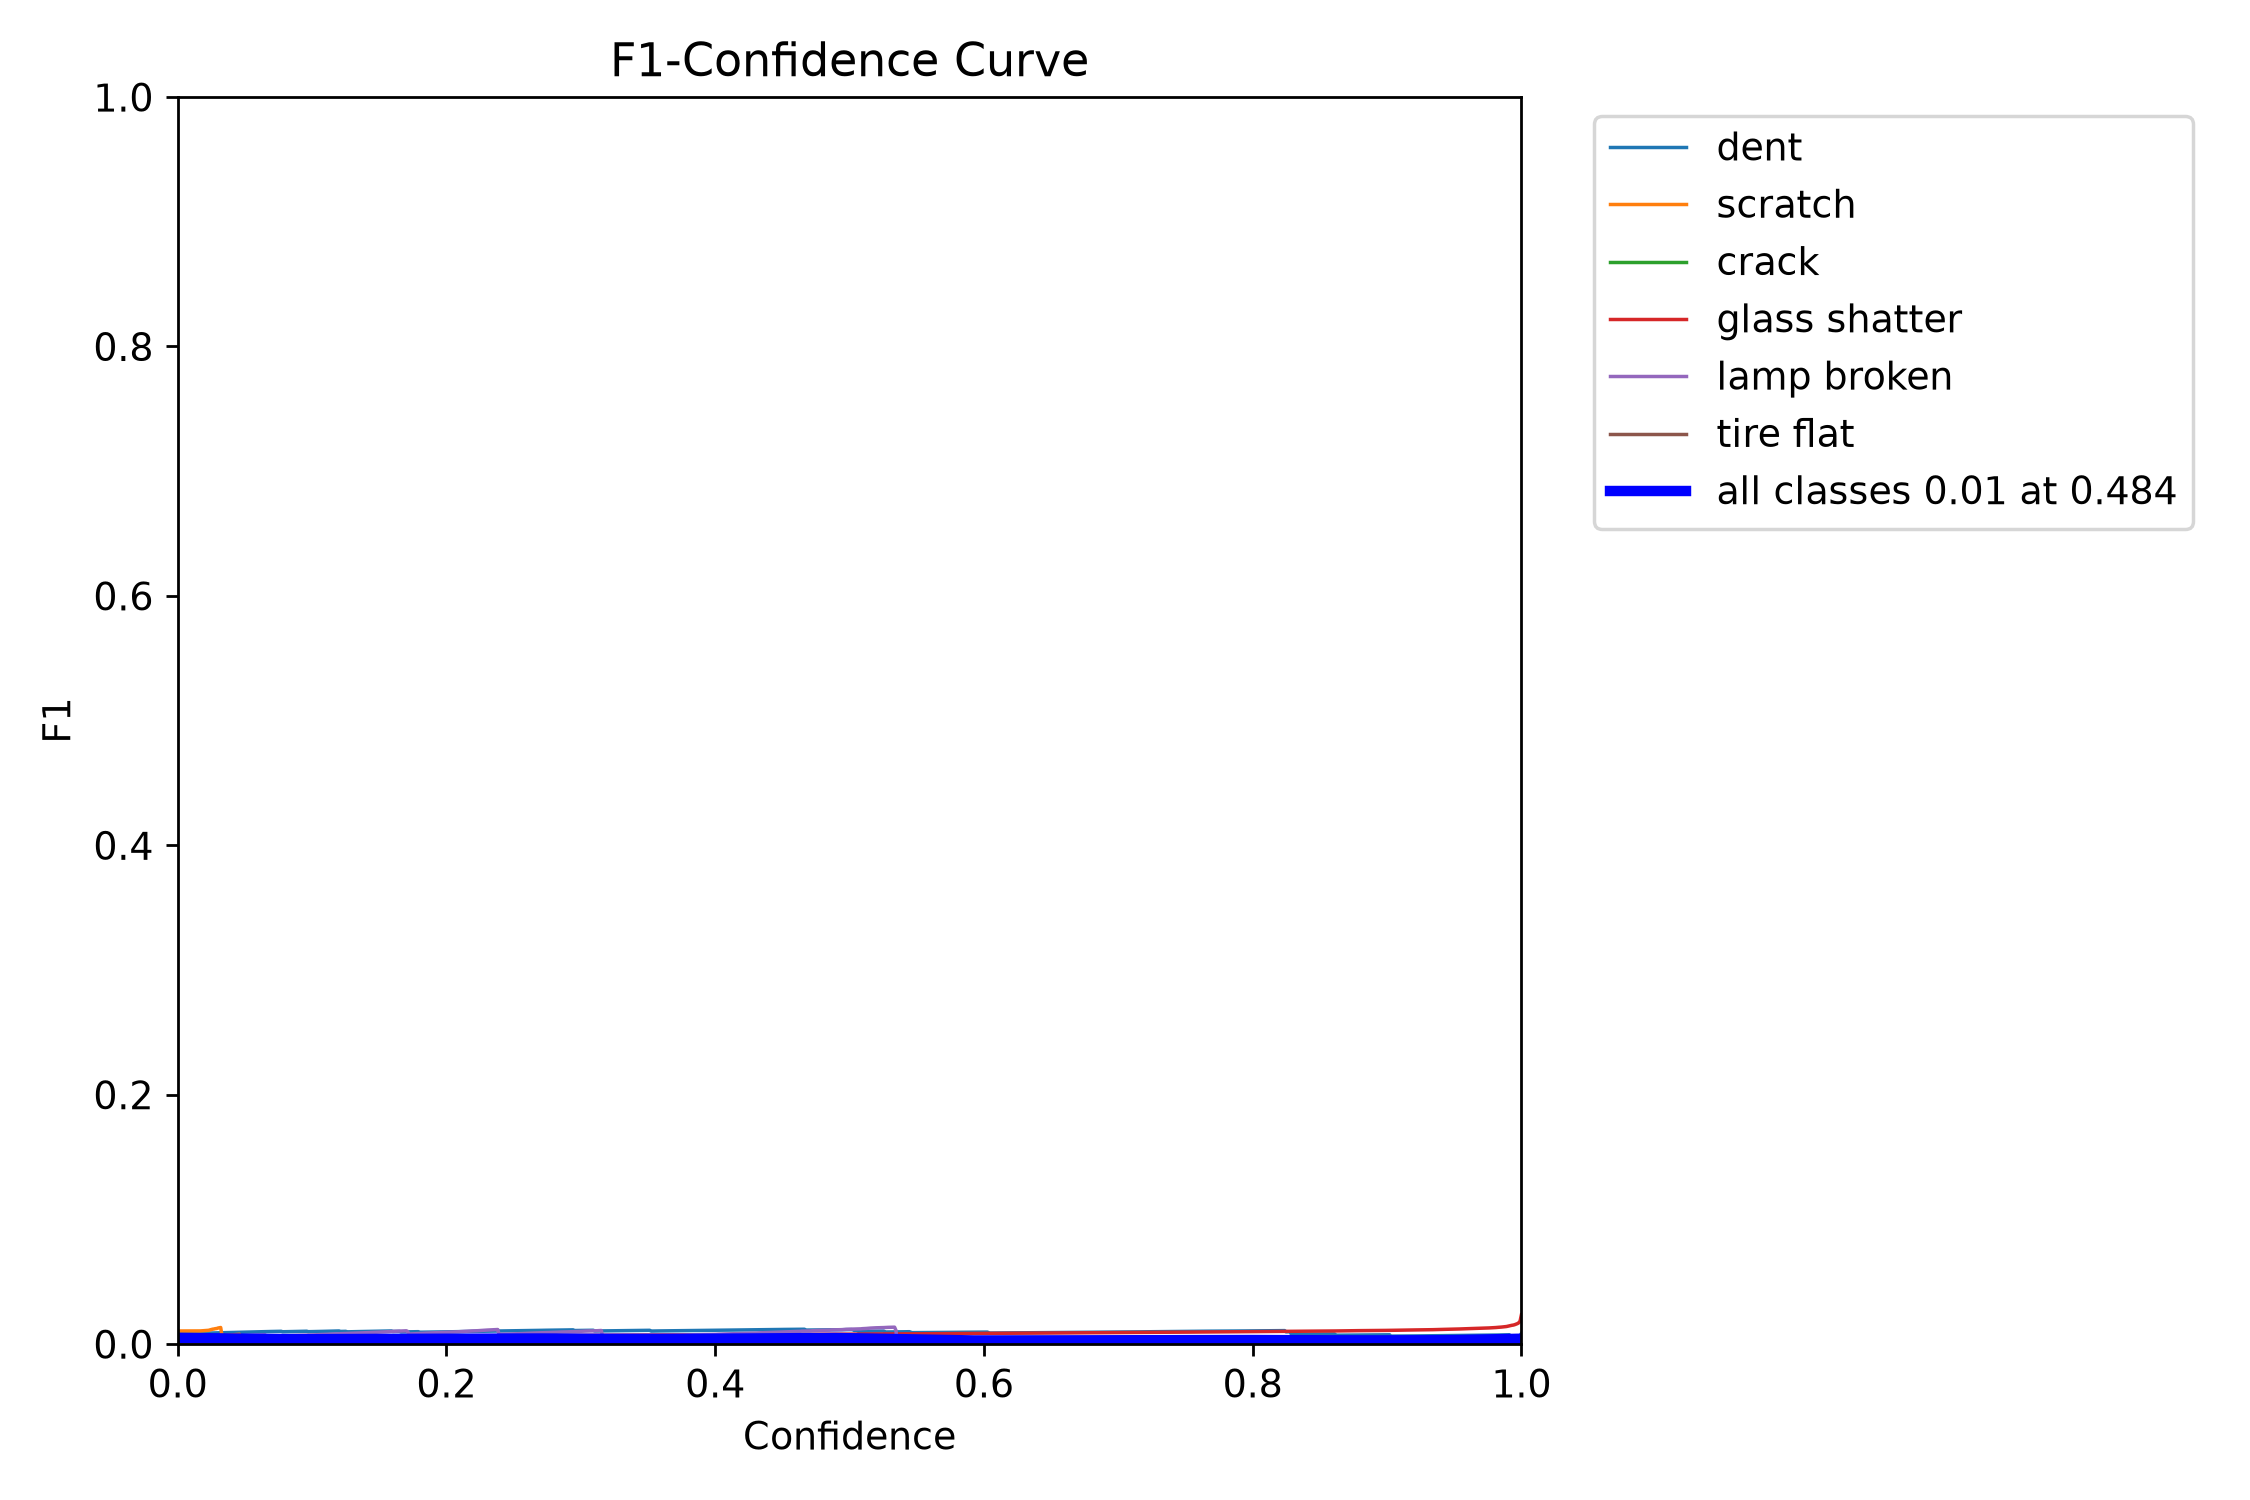 F1-Confidence Curve
1.0
0.8
0.6
0.4
0.2
0.0
F1
0.0 0.2 0.4 0.6 0.8 1.0
Confidence
dent
scratch
crack
glass shatter
lamp broken
tire flat
all classes 0.01 at 0.484